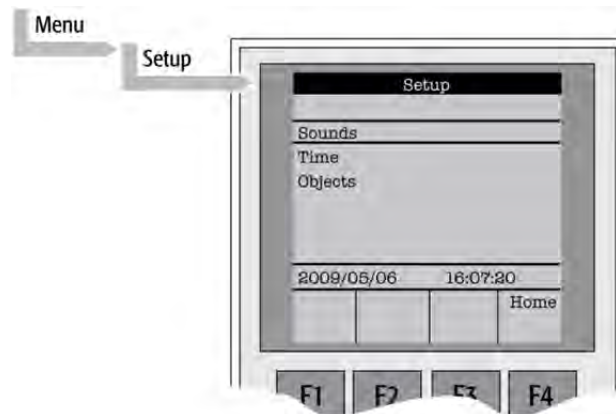 Menu
Setup
Setup
Sounds
Time
Objects
2009/05/06 16:07:20
Home
F1 F2 F3 F4